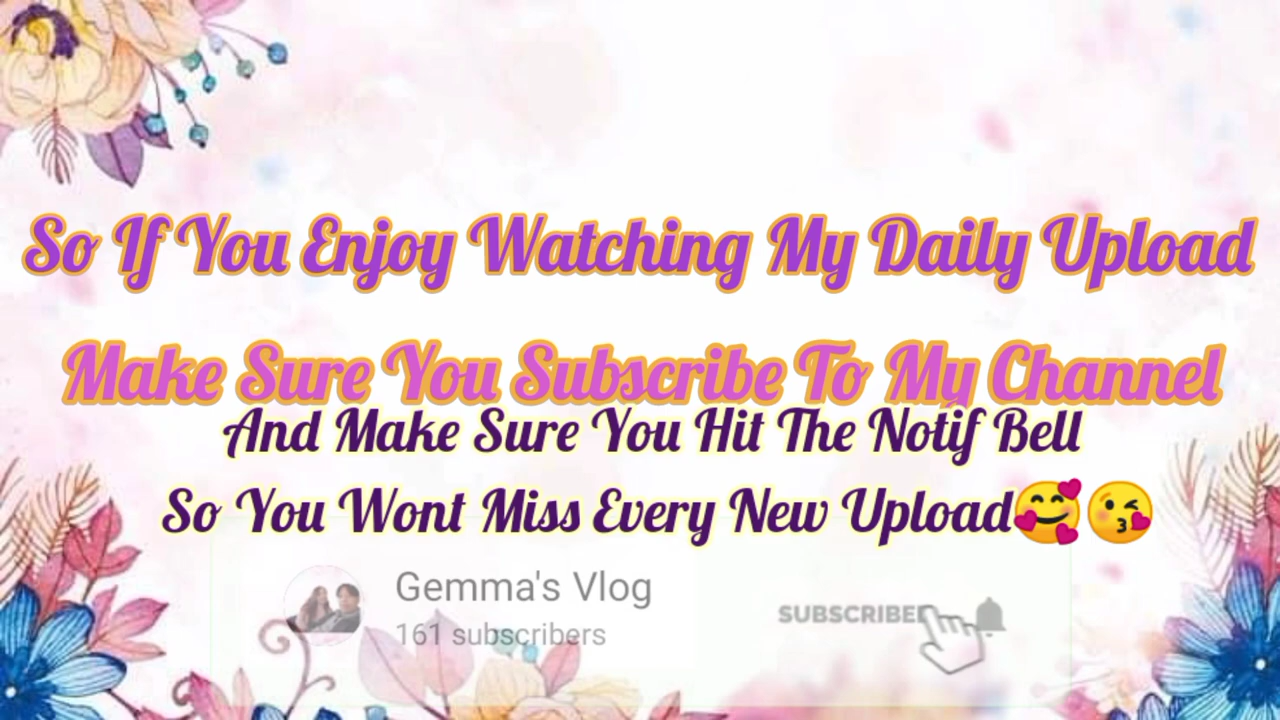 So If You Enjoy Watching My Daily Upload
Make Sure You Subscribe To My Channel
And Make Sure You Hit The Notif Bell
So You Wont Miss Every New Upload🥰😘
Gemma's Vlog
161 subscribers
SUBSCRIBED